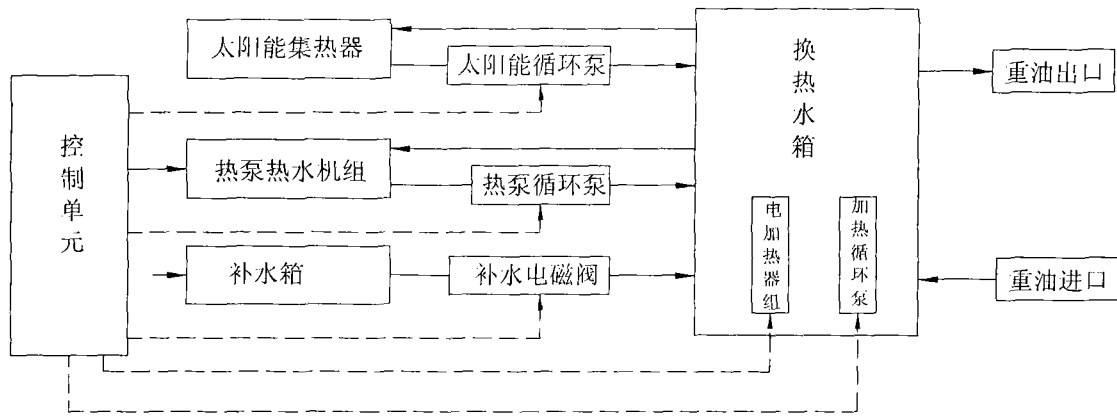 太阳能集热器
太阳能循环泵
换热水箱
重油出口
控制单元
热泵热水机组
热泵循环泵
电加热器组
加热循环泵
补水箱
补水电磁阀
重油进口